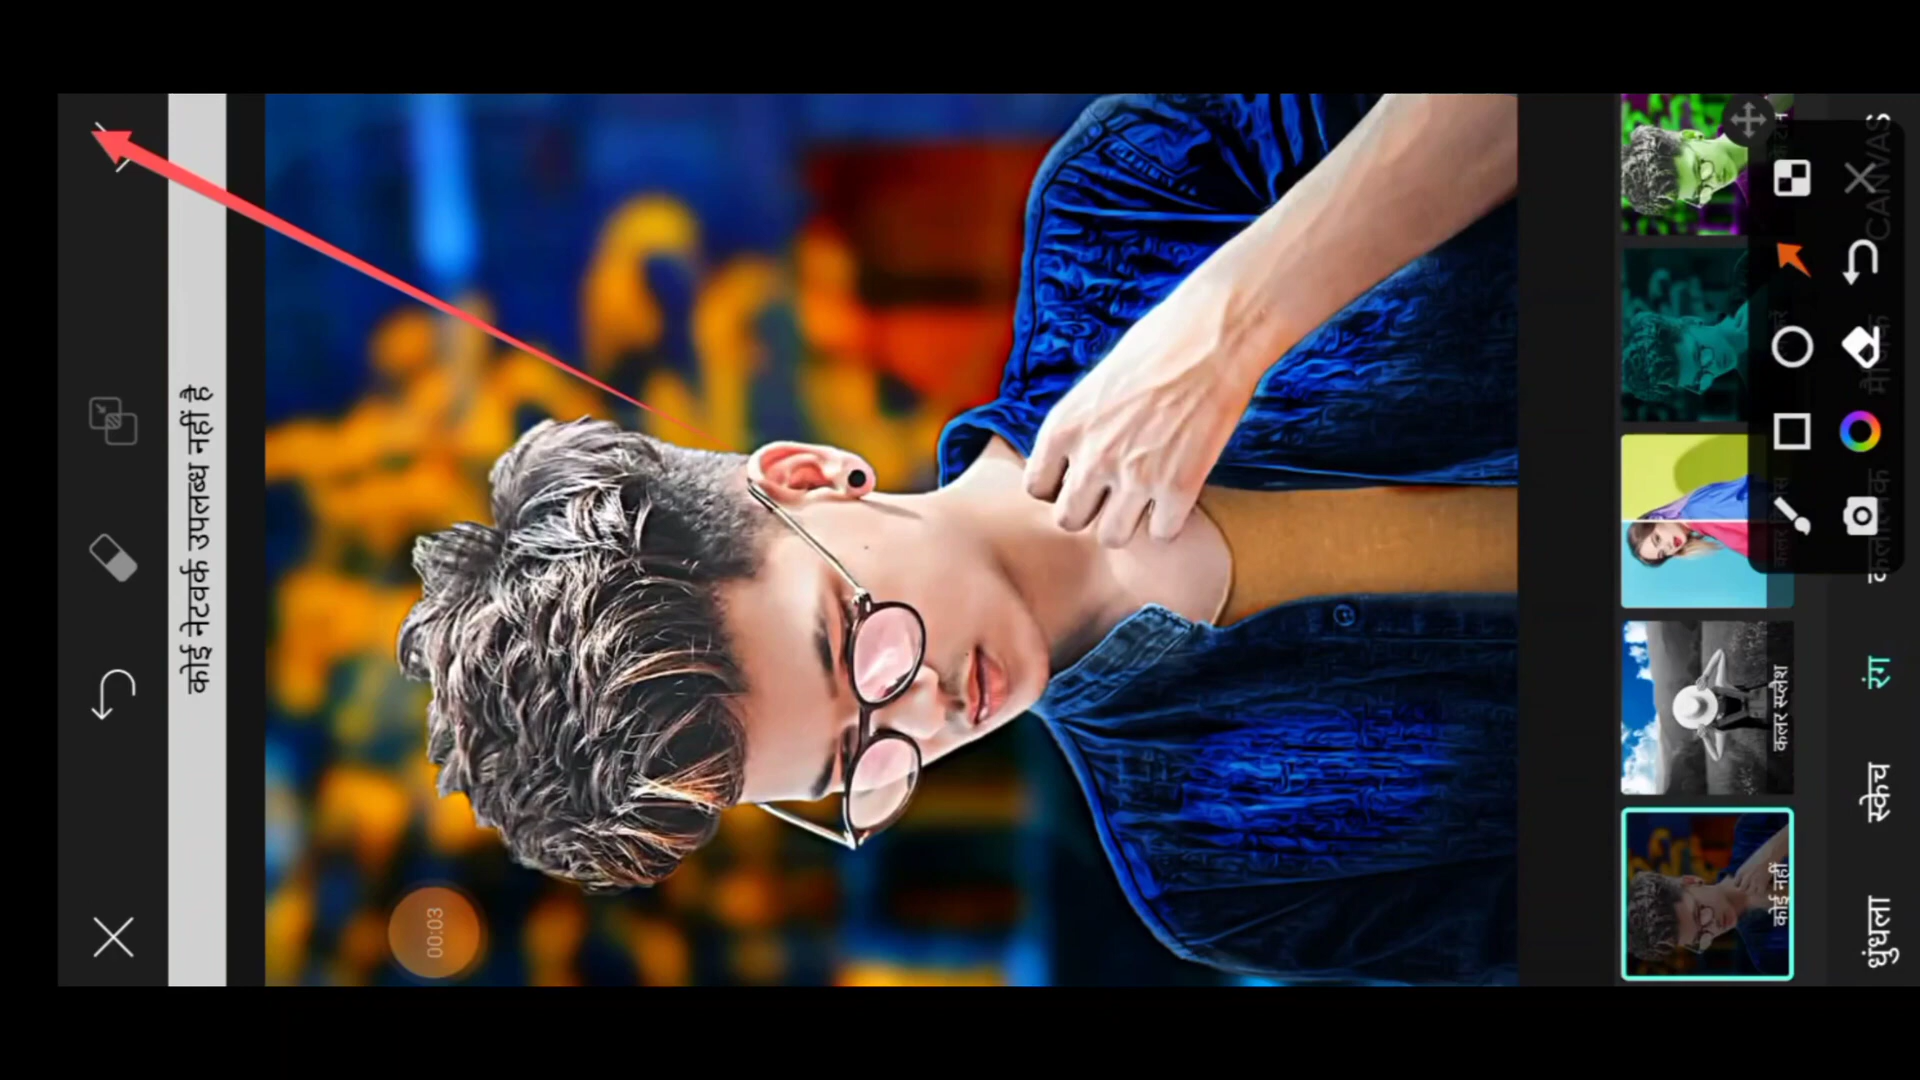 कोई नेटवर्क उपलब्ध नहीं है
00:03
कोई नहीं
कलर स्प्लैश
धुंधला
स्केच
रंग
CANVAS